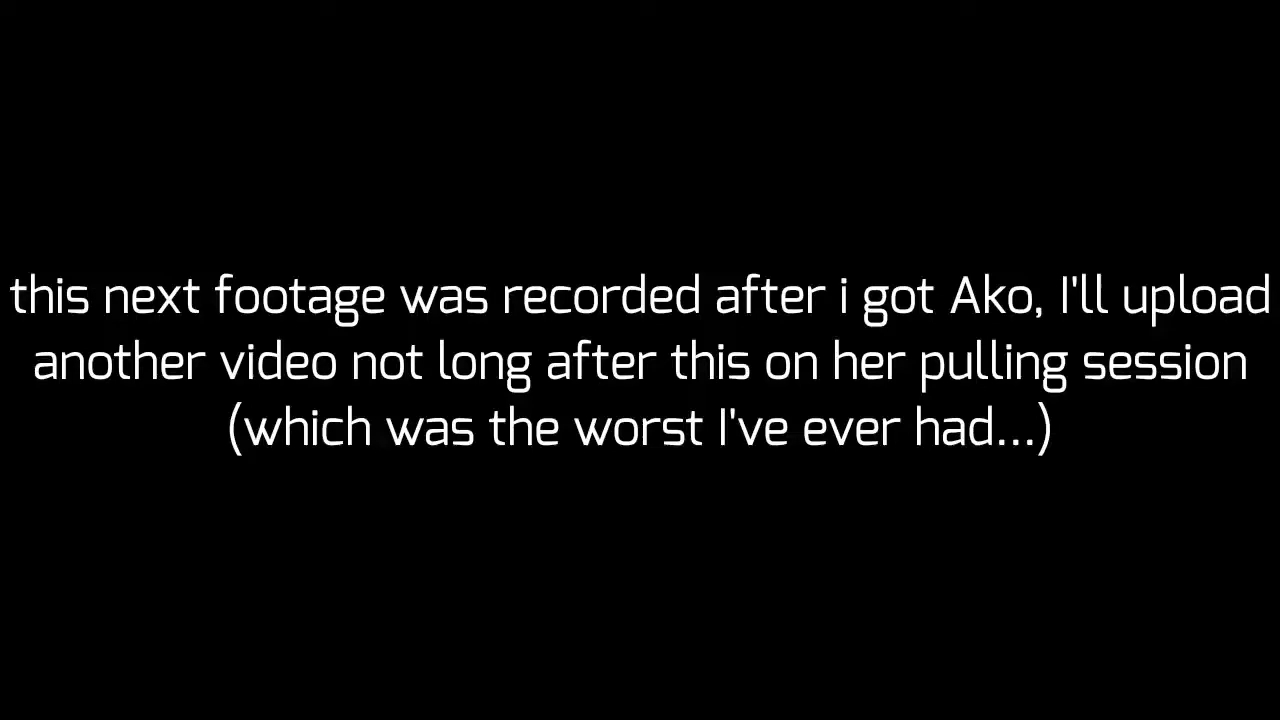 this next footage was recorded after i got Ako, I'll upload
another video not long after this on her pulling session
(which was the worst I've ever had...)